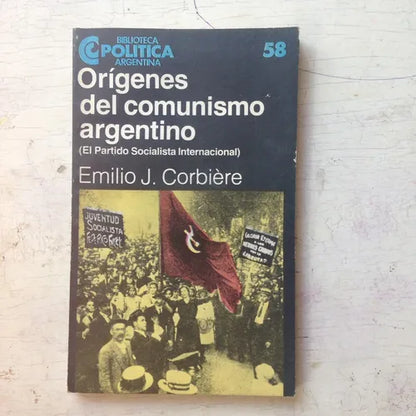 BIBLIOTECA
POLITICA
ARGENTINA
58
Orígenes
del comunismo
argentino
(El Partido Socialista Internacional)
Emilio J. Corbière
JUVENTUD
SOCIALISTA